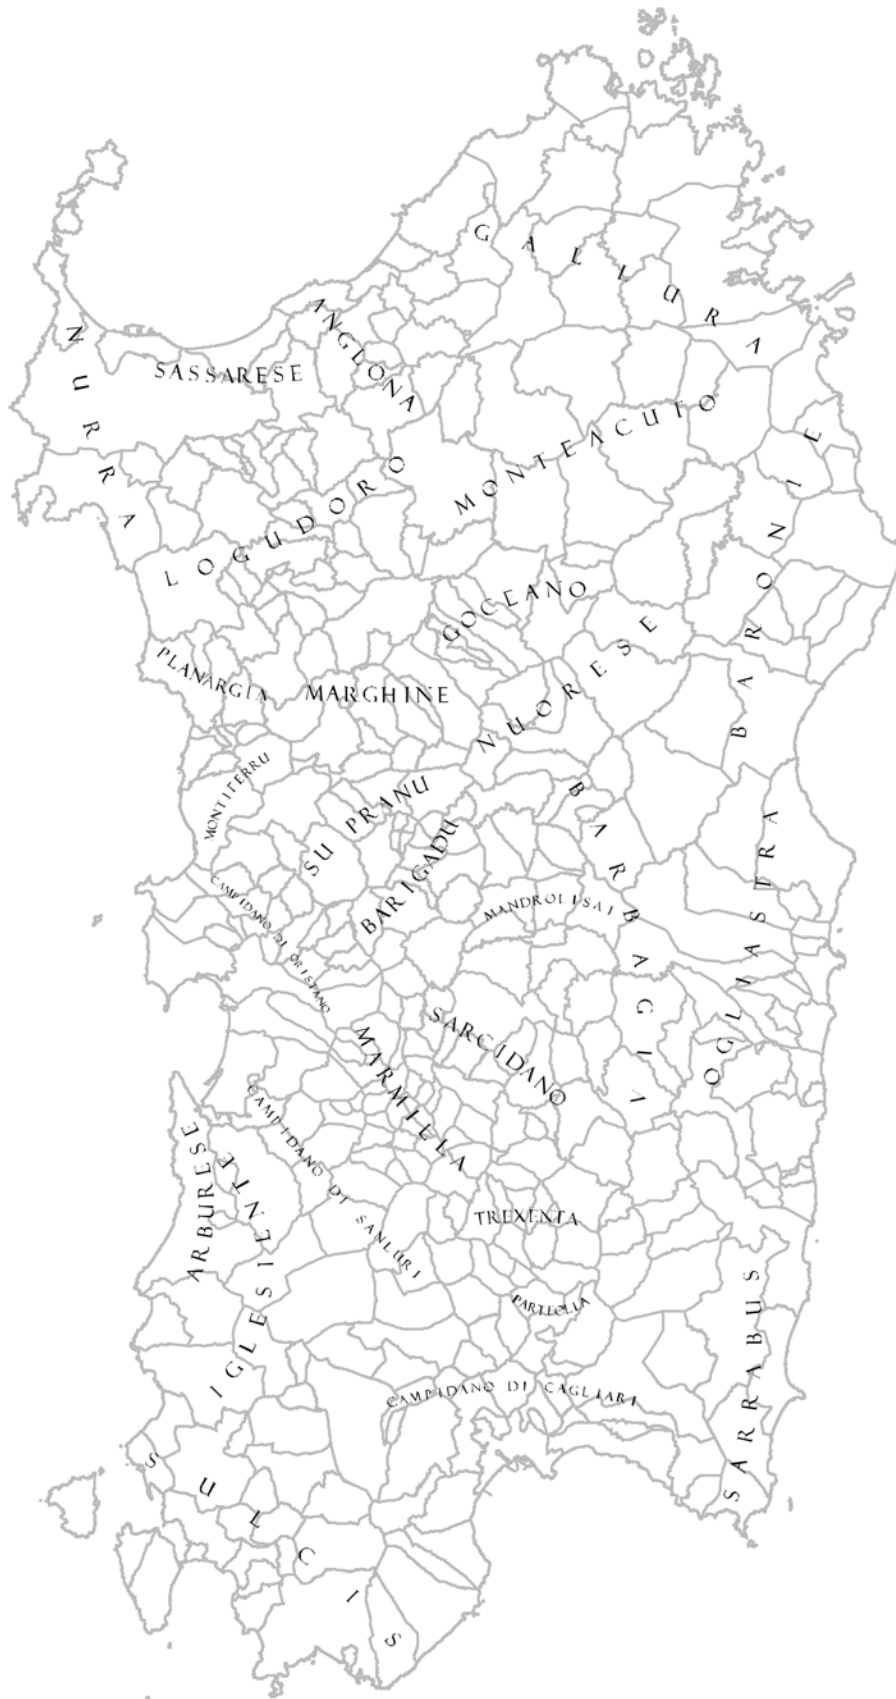 GALLURA
NURRA
ANGLONA
SASSARESE
MONTEACUTO
LOGUDORO
BARONIE
GOCEANO
NUORESE
PLANARGIA
MARGHINE
MONTIFERRU
SU PRANU
BARIGADU
BARBAGIA
OGLIASTRA
MANDROLISAI
CAMPIDANO DI ORISTANO
SARCIDANO
MARMILLA
CAMPIDANO DI SANLURI
ARBURESE
IGLESIENTE
TREXENTA
PARTEOLLA
SARRABUS
CAMPIDANO DI CAGLIARI
SULCIS